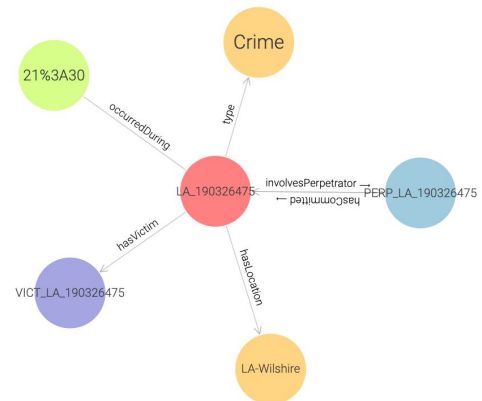 Crime
21%3A30
occurredDuring
type
LA_190326475
involvesPerpetrator →
hasCommitted →
PERP_LA_190326475
hasVictim
hasLocation
VICT_LA_190326475
LA-Wilshire